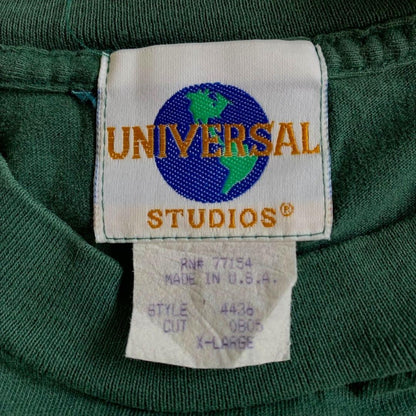 UNIVERSAL
STUDIOS®
RN# 77154
MADE IN U.S.A.
STYLE 4436
CUT 0B05
X-LARGE